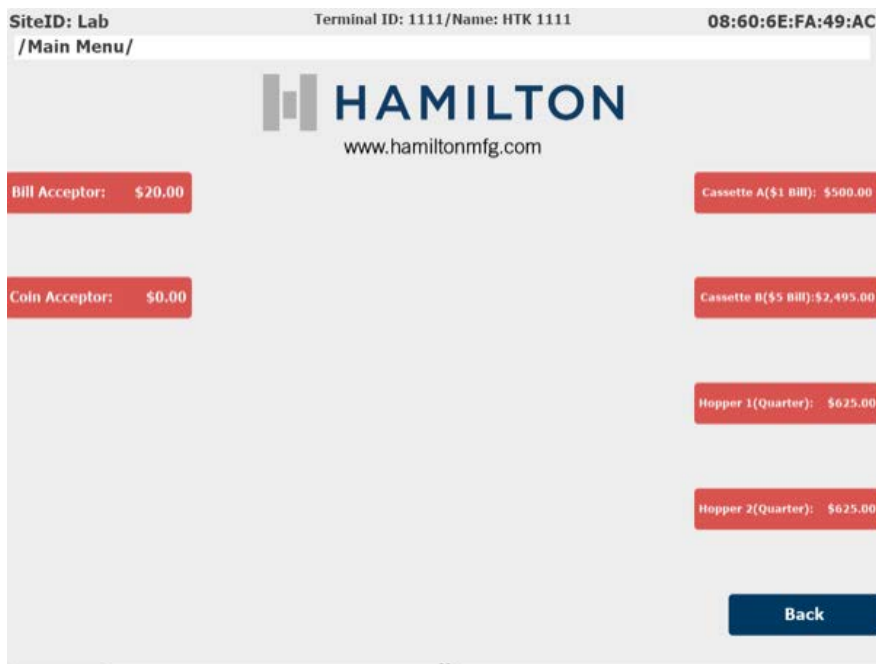 SiteID: Lab
Terminal ID: 1111/Name: HTK 1111
08:60:6E:FA:49:AC
/Main Menu/
HAMILTON
www.hamiltonmfg.com
Bill Acceptor: $20.00
Cassette A($1 Bill): $500.00
Coin Acceptor: $0.00
Cassette B($5 Bill):$2,495.00
Hopper 1(Quarter): $625.00
Hopper 2(Quarter): $625.00
Back